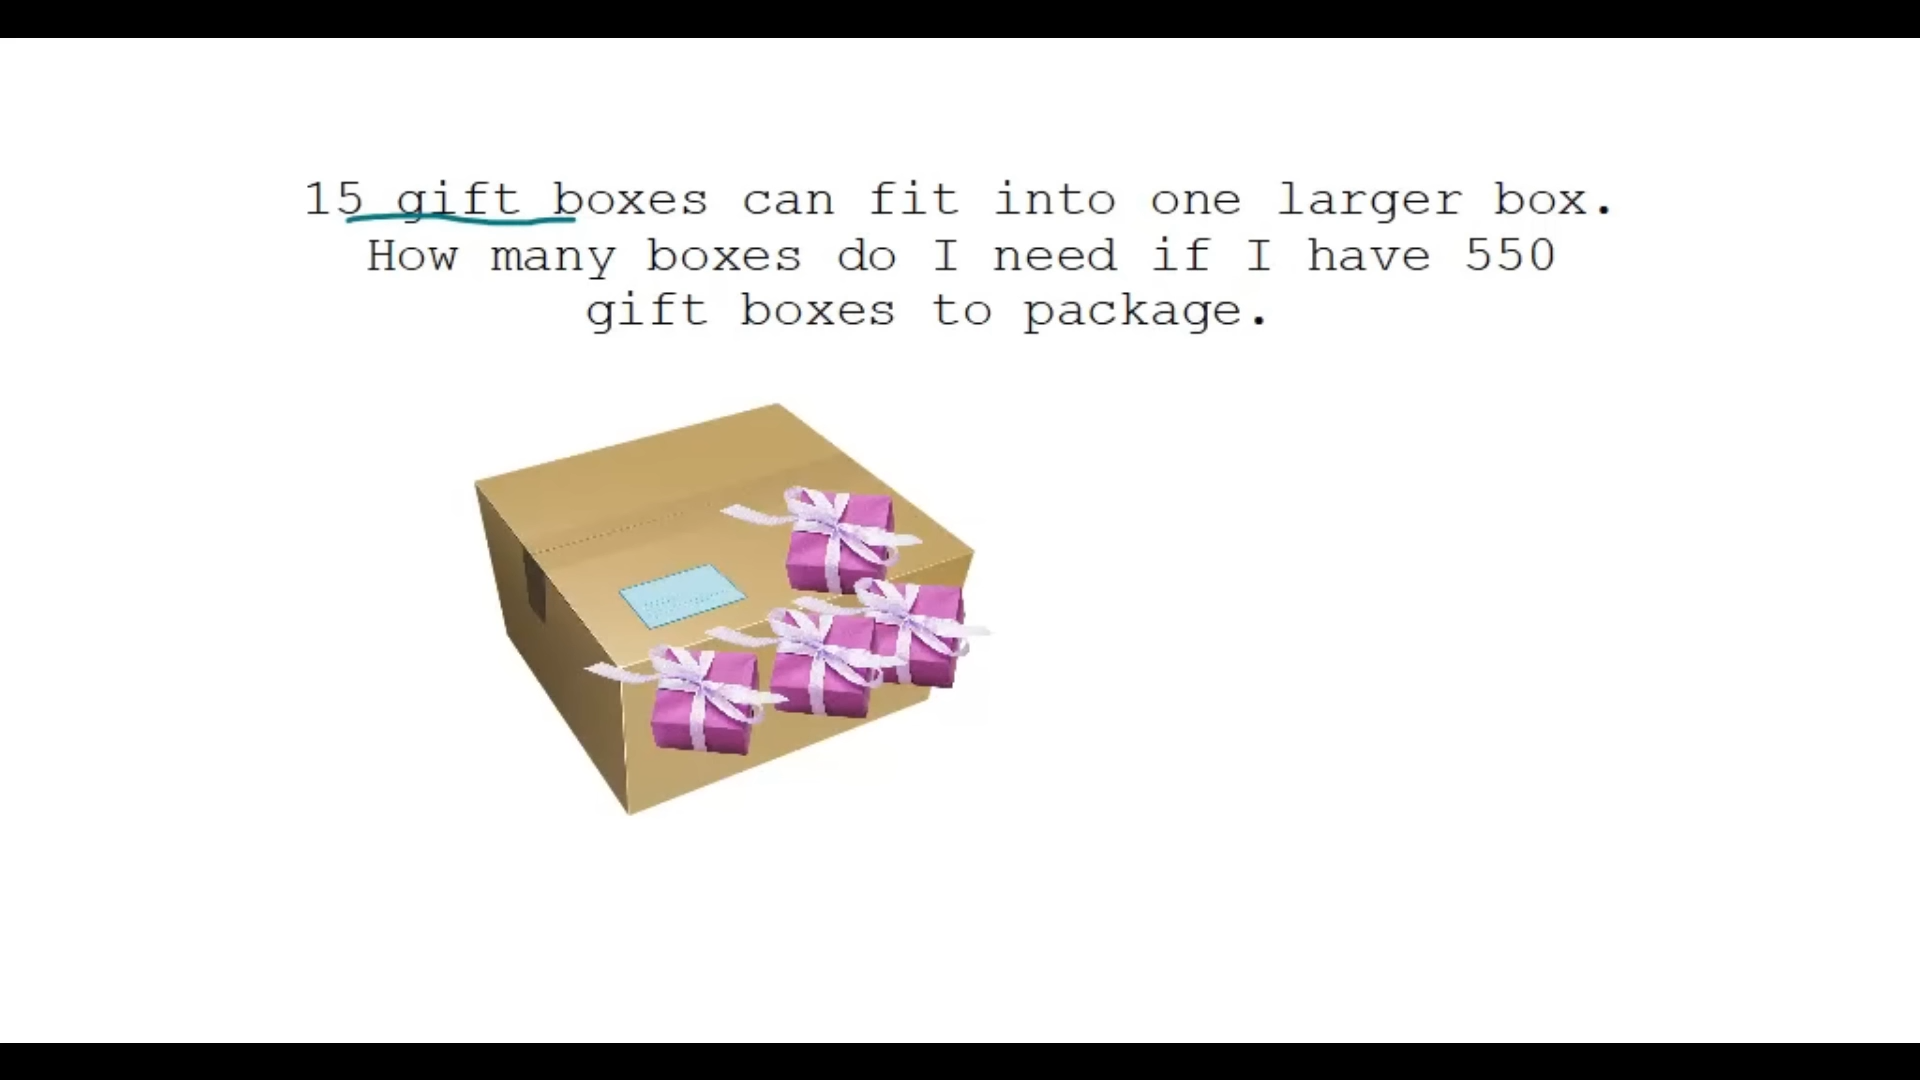 15 gift boxes can fit into one larger box.
How many boxes do I need if I have 550
gift boxes to package.